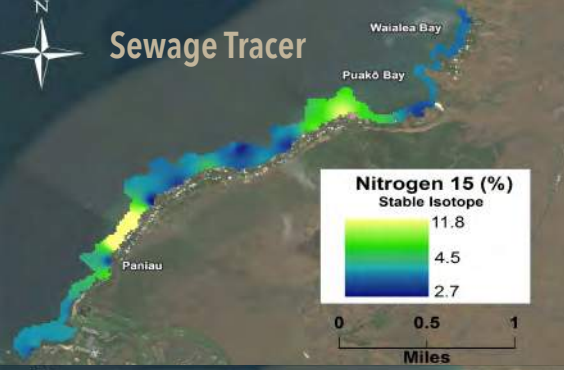 N
Sewage Tracer
Waialea Bay
Puakō Bay
Paniau
Nitrogen 15 (%)
Stable Isotope
11.8
4.5
2.7
0 0.5 1
Miles